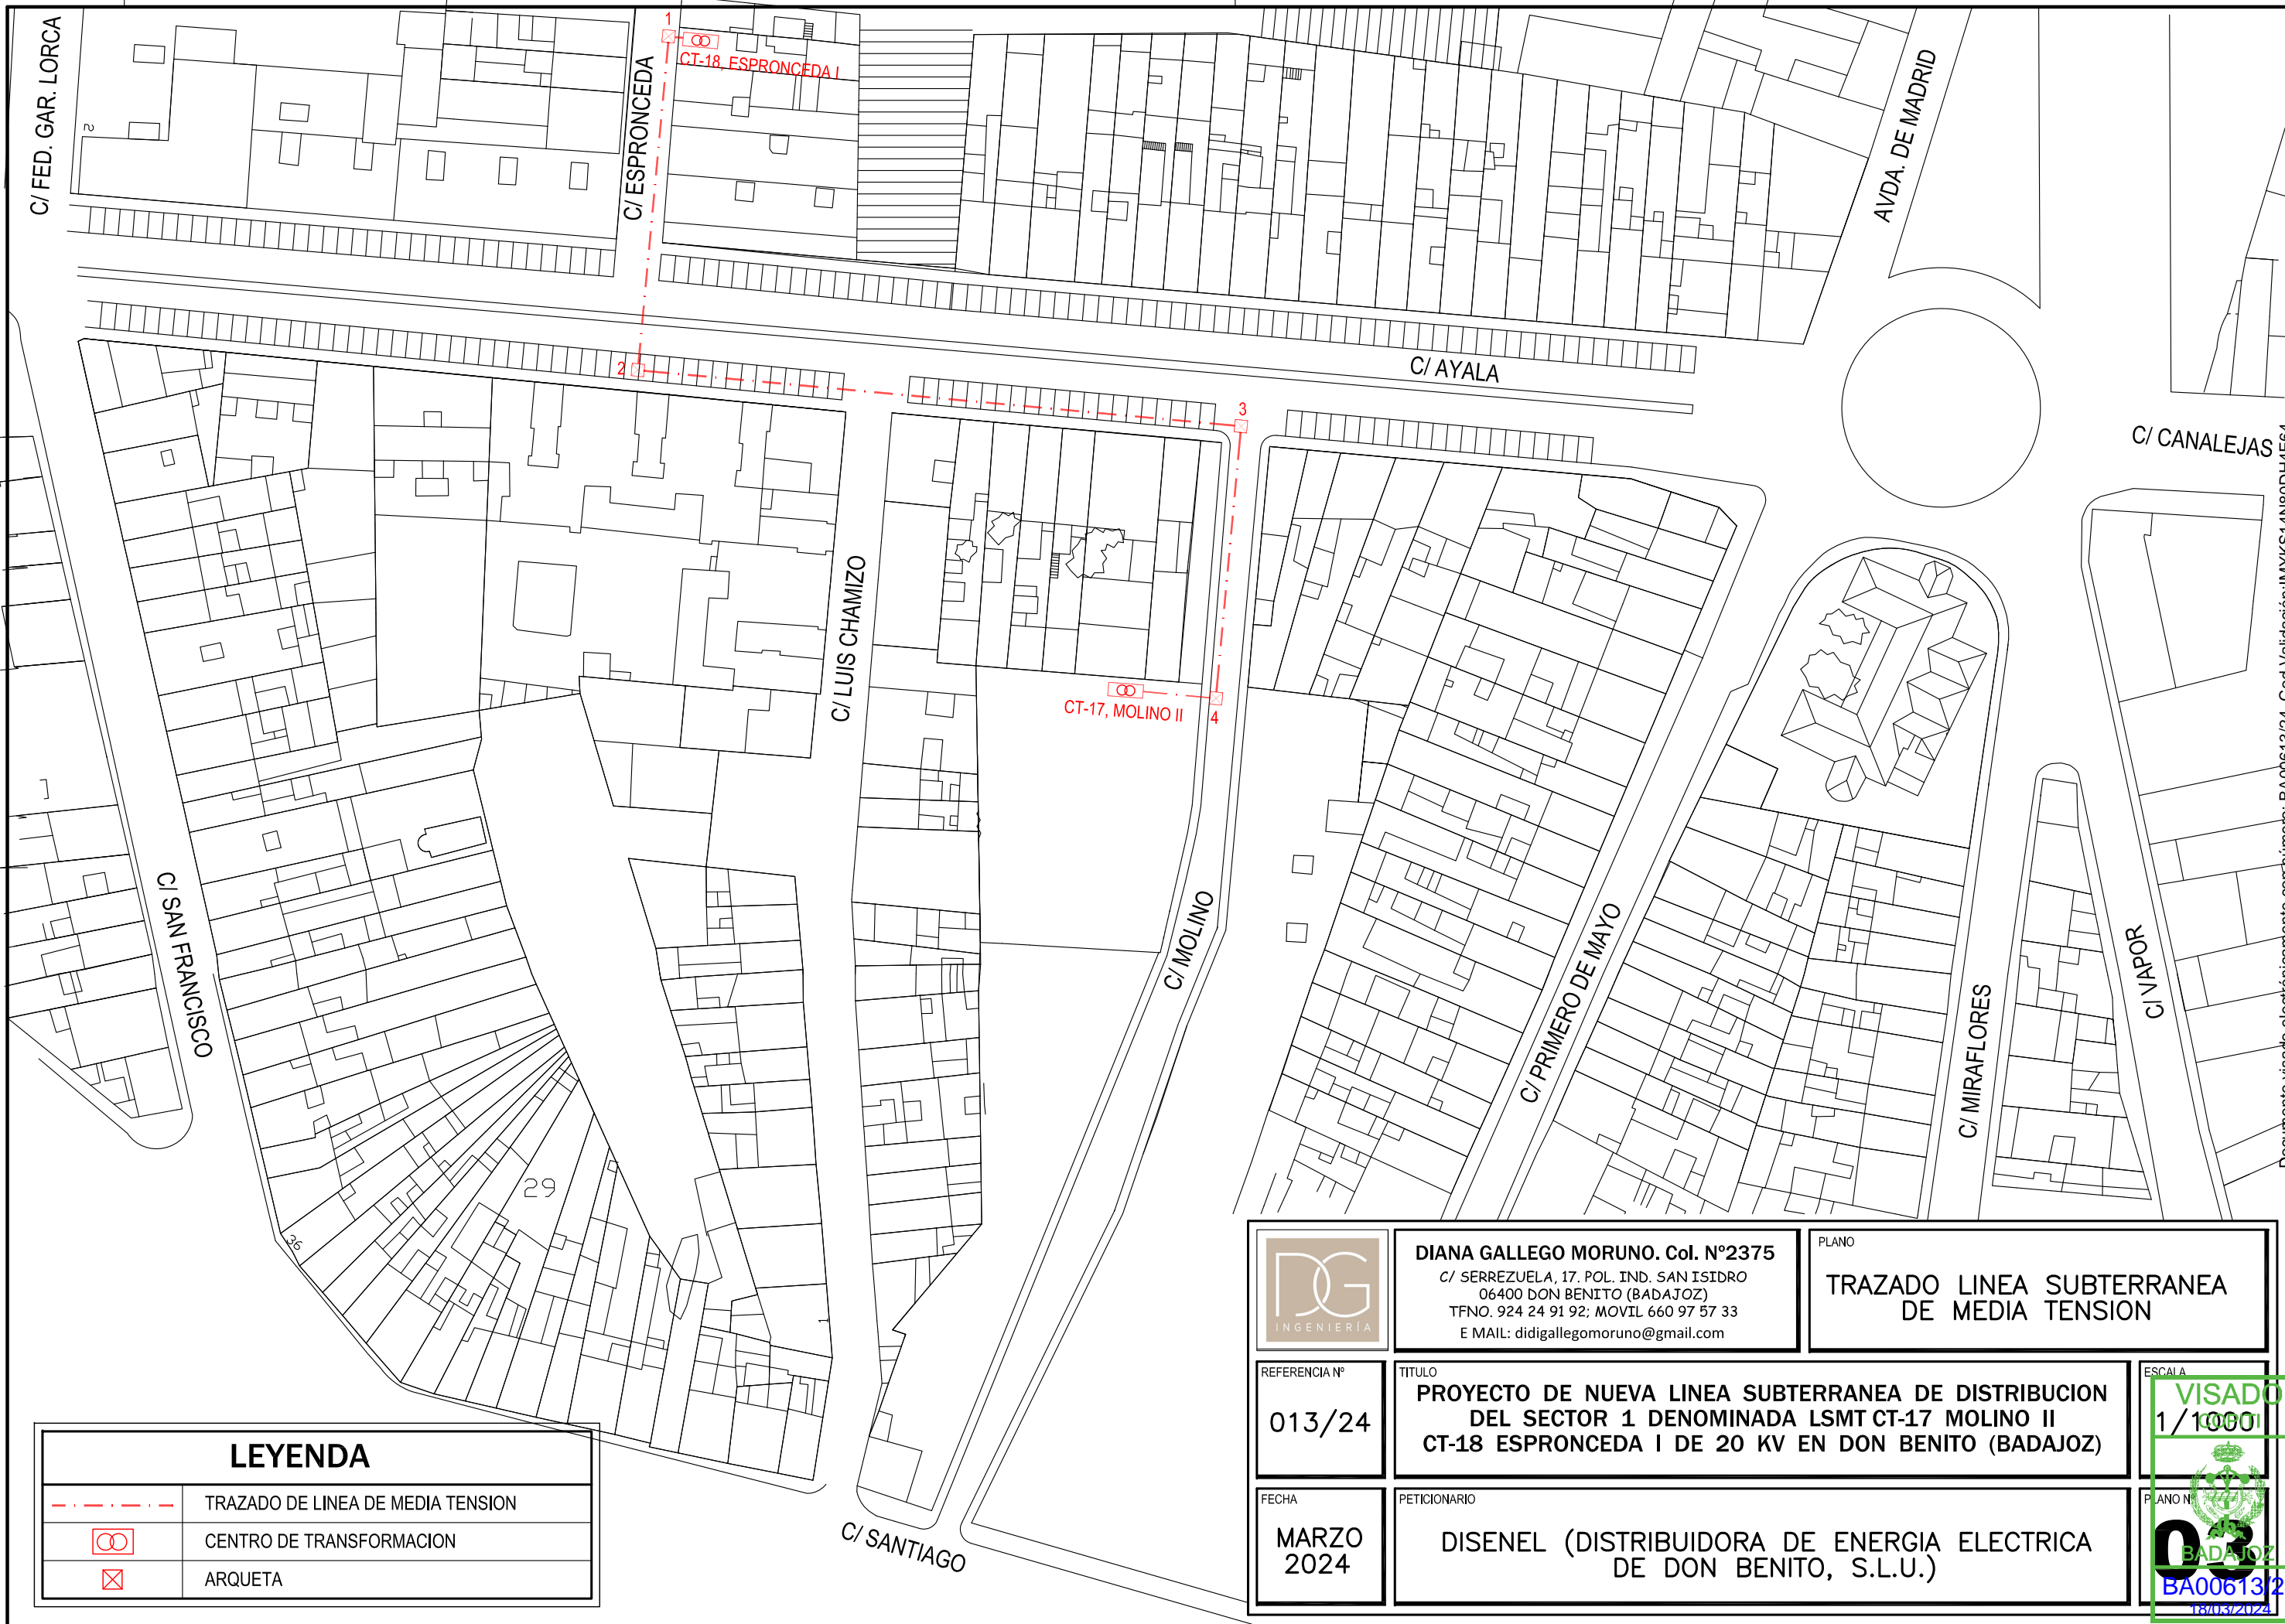 C/ FED. GAR. LORCA
2
C/ ESPRONCEDA
1
CT-18, ESPRONCEDA I
AVDA. DE MADRID
2
C/ AYALA
3
C/ CANALEJAS
C/ LUIS CHAMIZO
CT-17, MOLINO II
4
C/ SAN FRANCISCO
C/ MOLINO
C/ PRIMERO DE MAYO
C/ MIRAFLORES
C/ VAPOR
29
36
C/ SANTIAGO
LEYENDA
TRAZADO DE LINEA DE MEDIA TENSION
CENTRO DE TRANSFORMACION
ARQUETA
DG
INGENIERÍA
DIANA GALLEGO MORUNO. Col. Nº2375
C/ SERREZUELA, 17. POL. IND. SAN ISIDRO
06400 DON BENITO (BADAJOZ)
TFNO. 924 24 91 92; MOVIL 660 97 57 33
E MAIL: didigallegomoruno@gmail.com
PLANO
TRAZADO LINEA SUBTERRANEA
DE MEDIA TENSION
REFERENCIA Nº
013/24
TITULO
PROYECTO DE NUEVA LINEA SUBTERRANEA DE DISTRIBUCION
DEL SECTOR 1 DENOMINADA LSMT CT-17 MOLINO II
CT-18 ESPRONCEDA I DE 20 KV EN DON BENITO (BADAJOZ)
ESCALA
1/1000
FECHA
MARZO
2024
PETICIONARIO
DISENEL (DISTRIBUIDORA DE ENERGIA ELECTRICA
DE DON BENITO, S.L.U.)
PLANO Nº
03
VISADO
COPITI
BADAJOZ
BA00613/2
18/03/2024